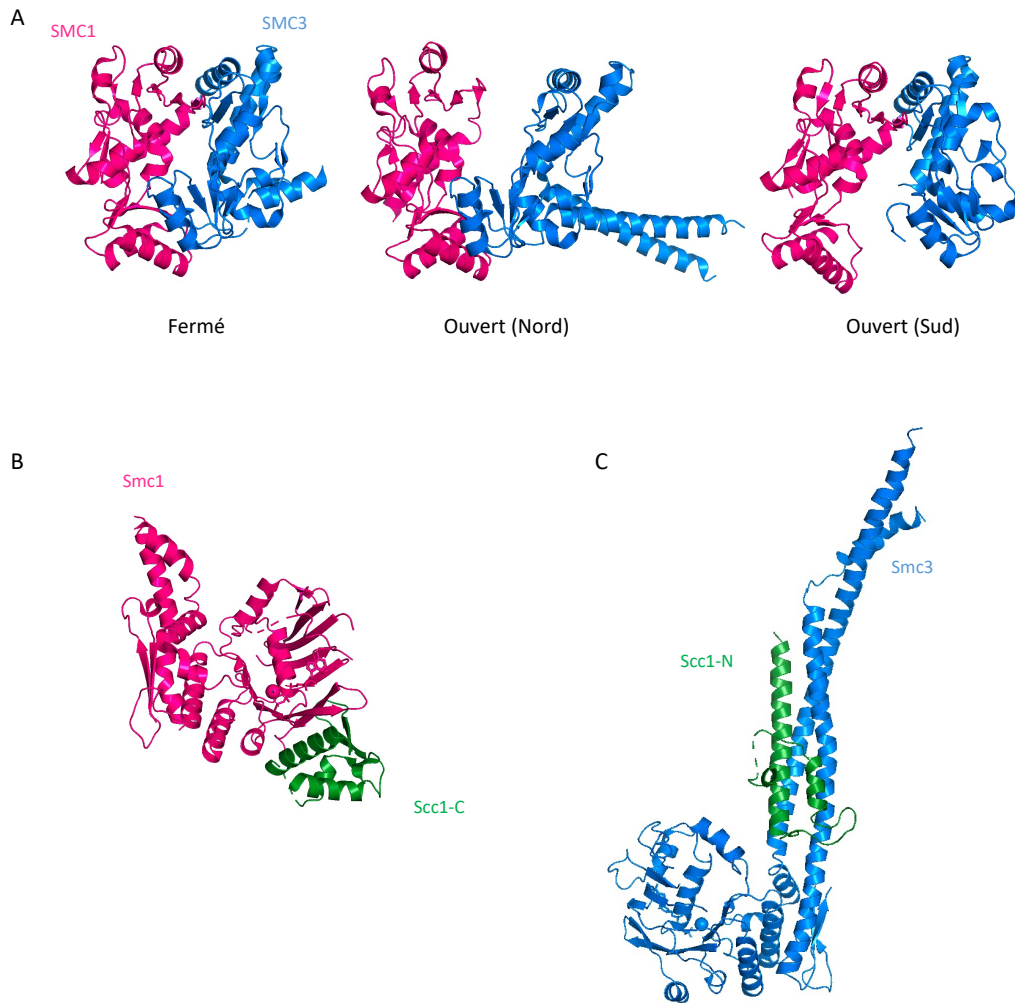 A
SMC1
SMC3
Fermé
Ouvert (Nord)
Ouvert (Sud)
B
Smc1
Scc1-C
C
Smc3
Scc1-N